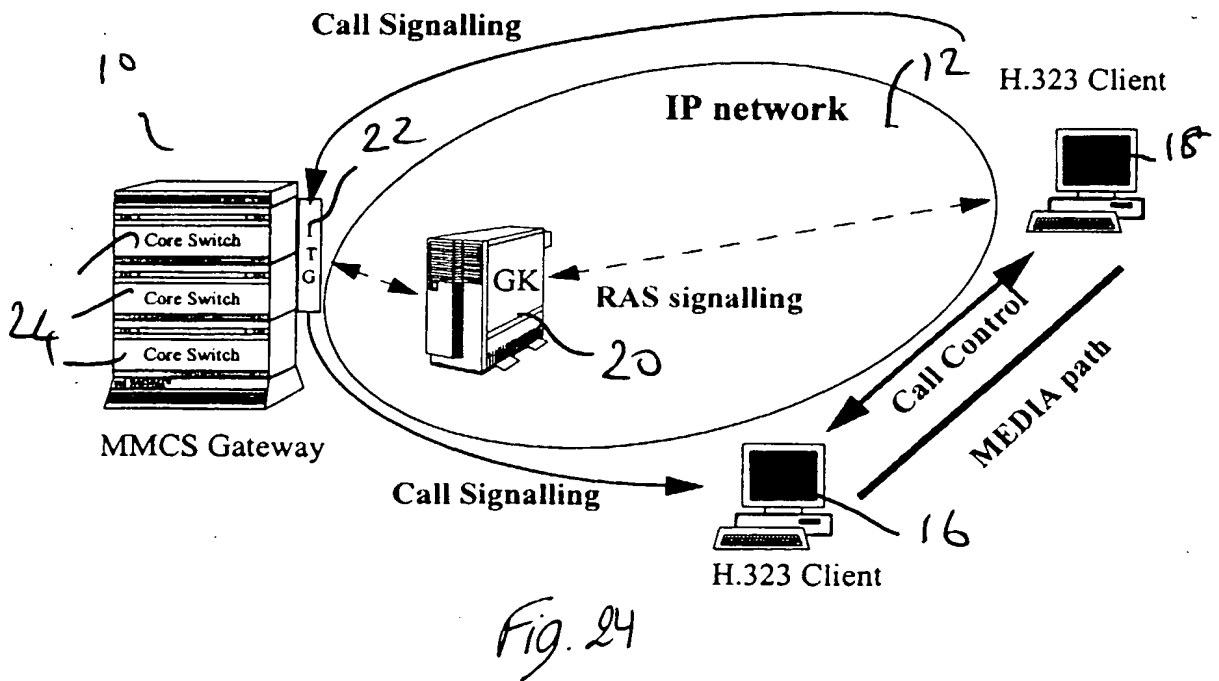 Call Signalling
10
12
H.323 Client
IP network
22
18
Core Switch
ITG
GK
RAS signalling
Core Switch
24
Core Switch
20
Call Control
MEDIA path
MMCS Gateway
Call Signalling
16
H.323 Client
Fig. 24